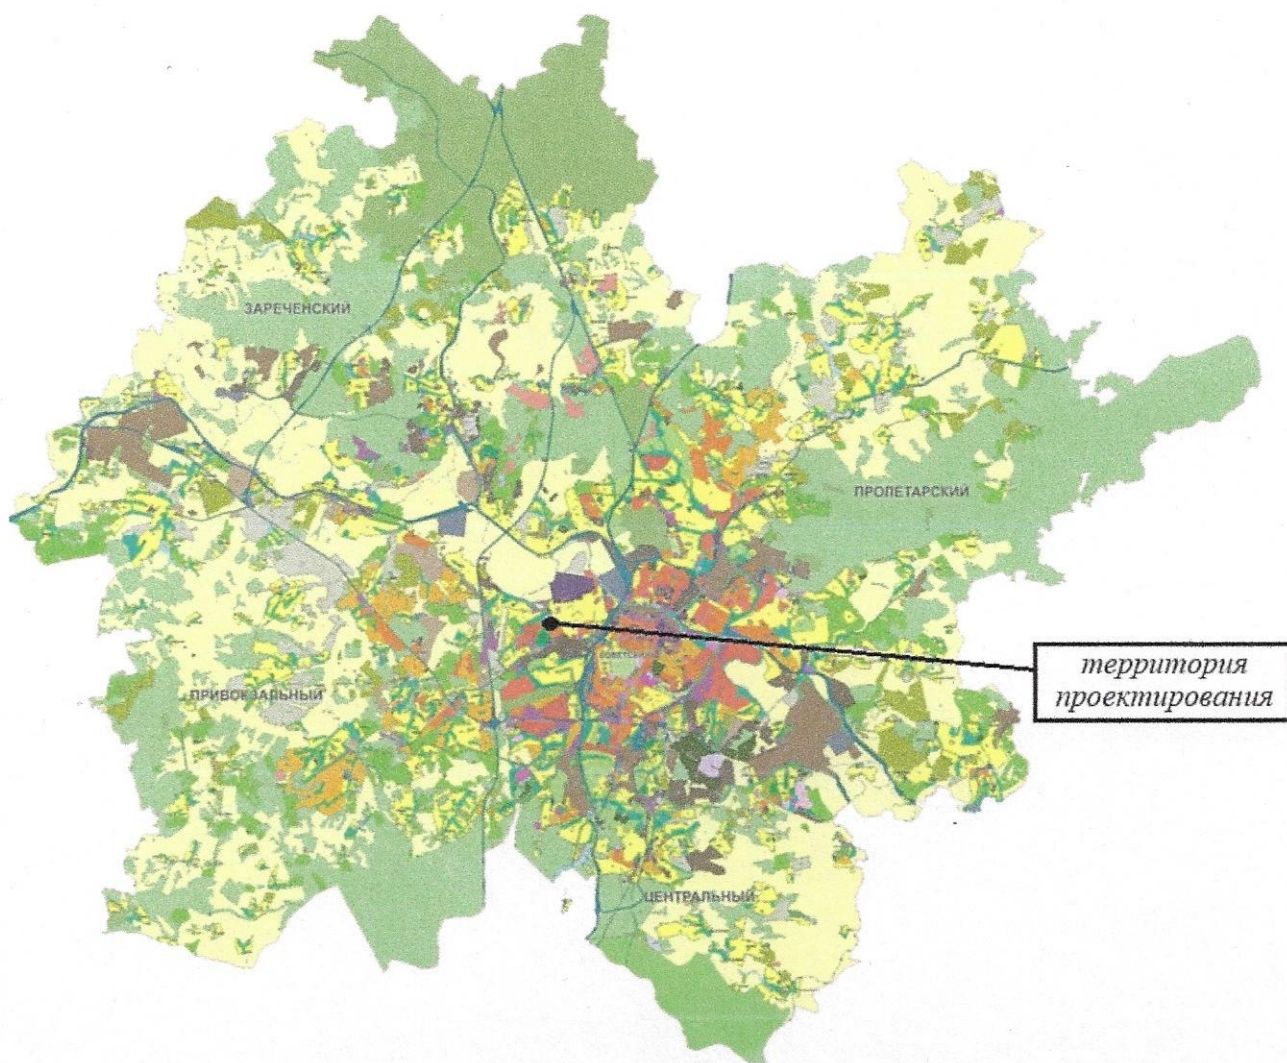 ЗАРЕЧЕНСКИЙ
ПРОЛЕТАРСКИЙ
территория
проектирования
ПРИВОКЗАЛЬНЫЙ
ЦЕНТРАЛЬНЫЙ